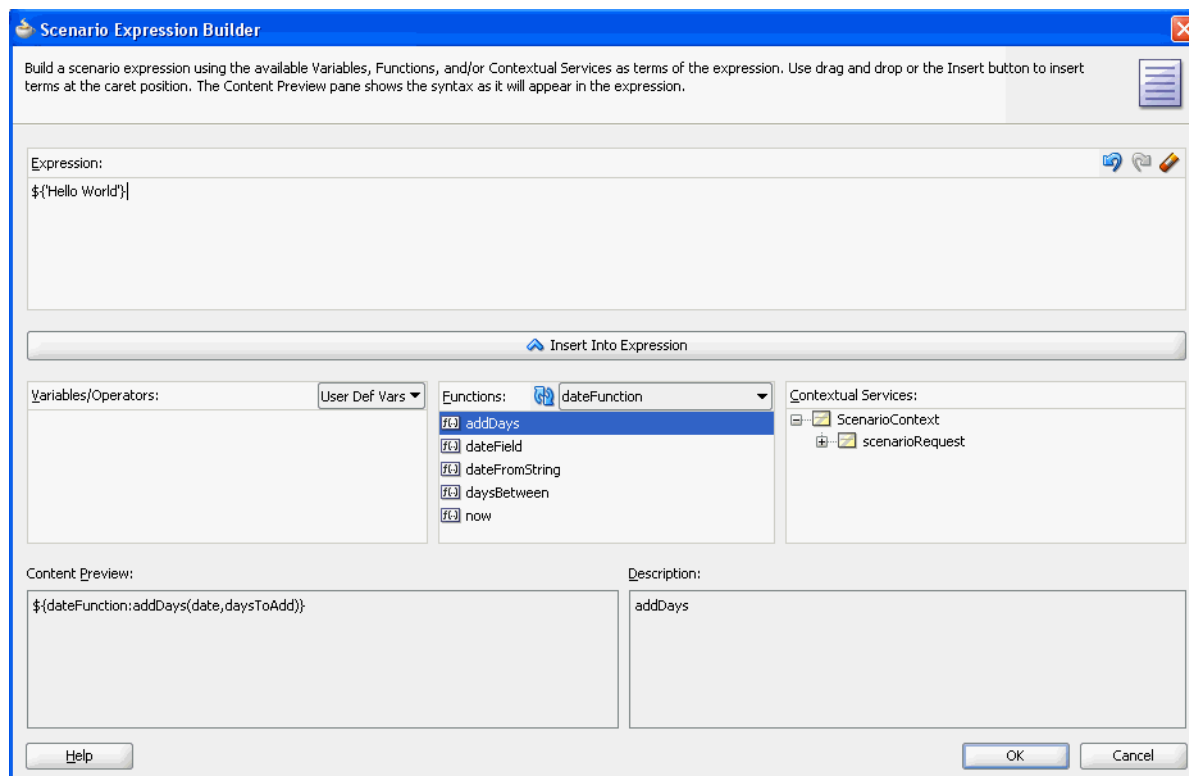 Scenario Expression Builder
Build a scenario expression using the available Variables, Functions, and/or Contextual Services as terms of the expression. Use drag and drop or the Insert button to insert
terms at the caret position. The Content Preview pane shows the syntax as it will appear in the expression.
Expression:
${'Hello World'}
Insert Into Expression
Variables/Operators:
User Def Vars
Functions:
dateFunction
Contextual Services:
f(.) addDays
f(.) dateField
f(.) dateFromString
f(.) daysBetween
f(.) now
ScenarioContext
scenarioRequest
Content Preview:
Description:
${dateFunction:addDays(date,daysToAdd)}
addDays
Help
OK
Cancel